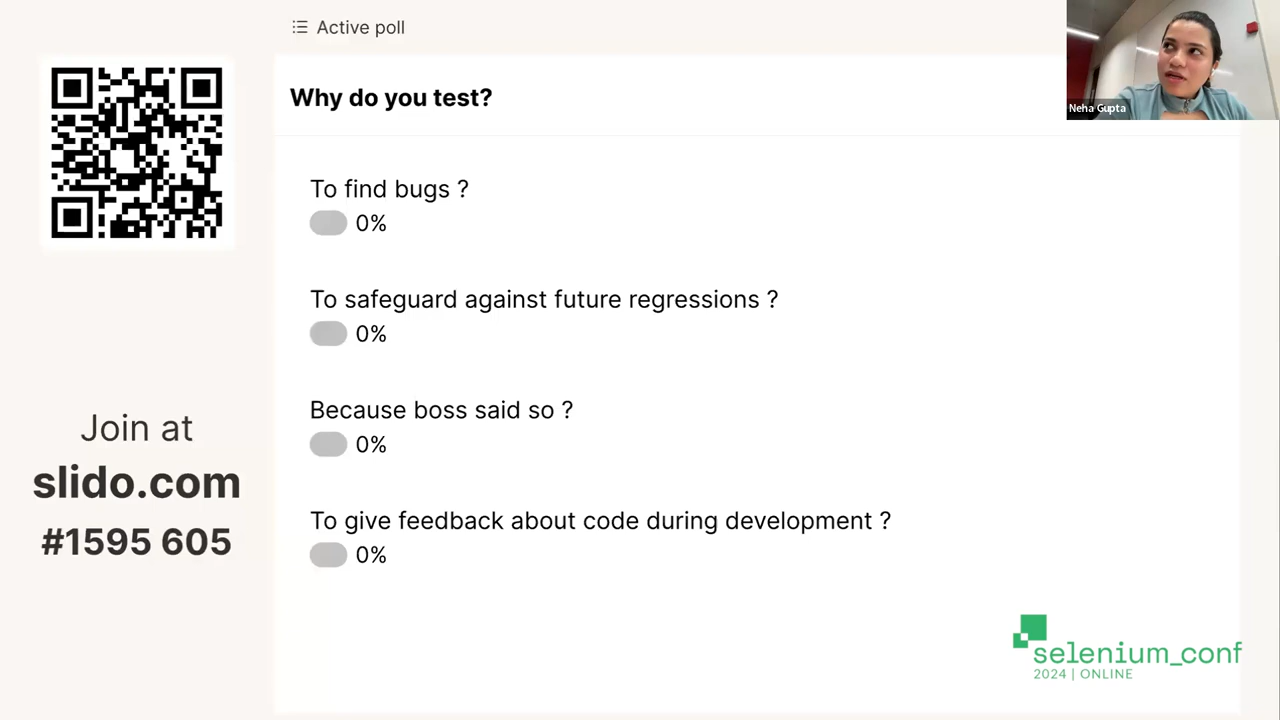 Active poll
Neha Gupta
Why do you test?
To find bugs ?
0%
To safeguard against future regressions ?
0%
Because boss said so ?
0%
To give feedback about code during development ?
0%
Join at
slido.com
#1595 605
selenium_conf
2024 | ONLINE